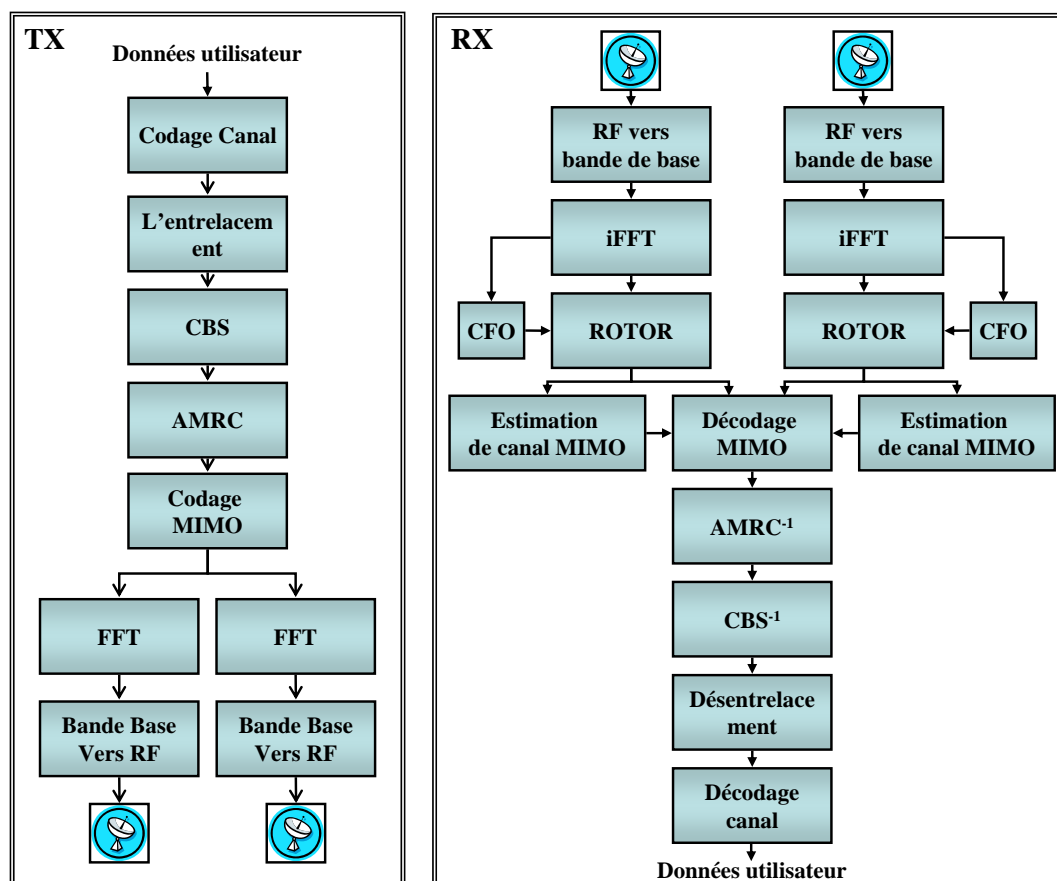 TX
Données utilisateur
Codage Canal
L'entrelacem
ent
CBS
AMRC
Codage
MIMO
FFT
FFT
Bande Base
Vers RF
Bande Base
Vers RF
RX
RF vers
bande de base
RF vers
bande de base
iFFT
iFFT
CFO
ROTOR
ROTOR
CFO
Estimation
de canal MIMO
Décodage
MIMO
Estimation
de canal MIMO
AMRC⁻¹
CBS⁻¹
Désentrelace
ment
Décodage
canal
Données utilisateur